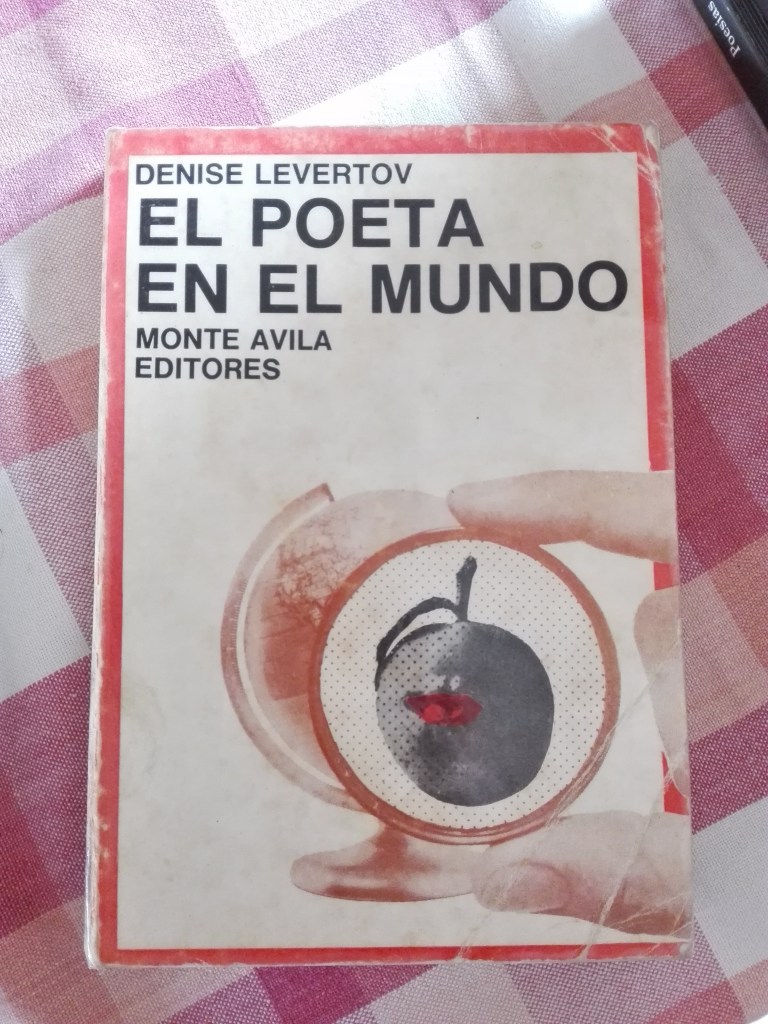 DENISE LEVERTOV
EL POETA
EN EL MUNDO
MONTE AVILA
EDITORES
Poesías